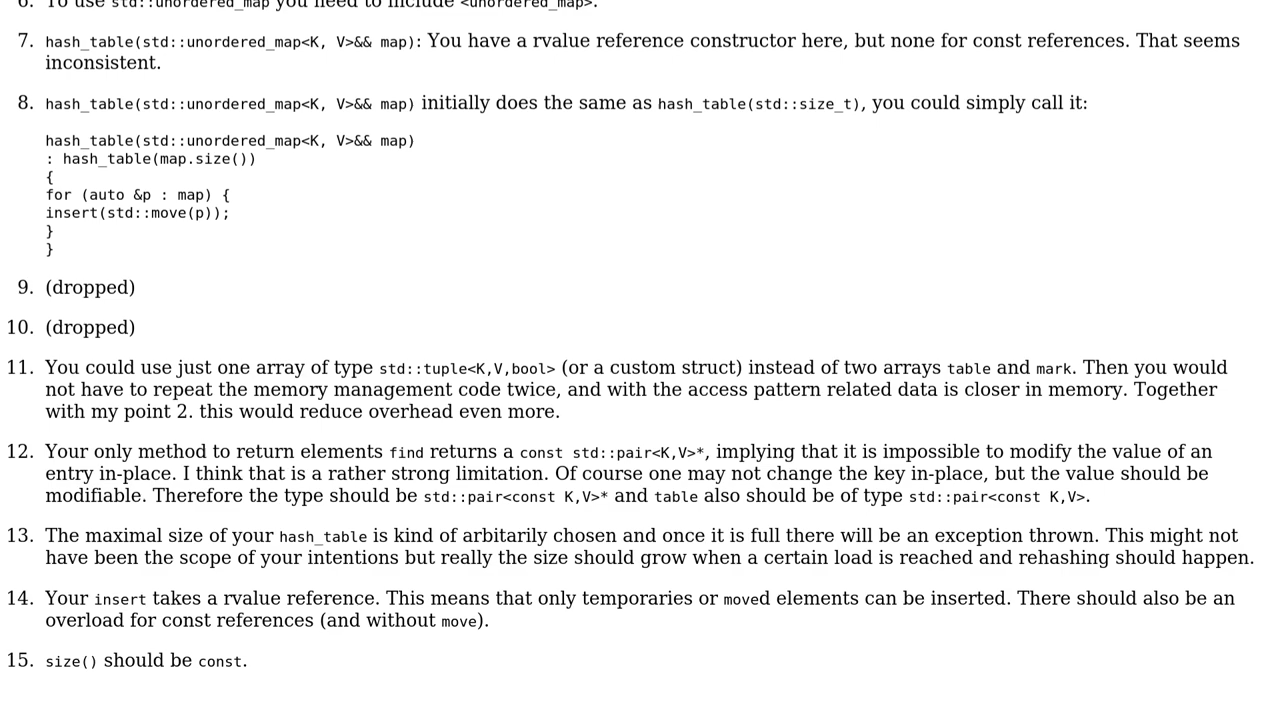 6. To use std::unordered_map you need to include <unordered_map>.
7. hash_table(std::unordered_map<K, V>&& map): You have a rvalue reference constructor here, but none for const references. That seems
inconsistent.
8. hash_table(std::unordered_map<K, V>&& map) initially does the same as hash_table(std::size_t), you could simply call it:
hash_table(std::unordered_map<K, V>&& map)
: hash_table(map.size())
{
for (auto &p : map) {
insert(std::move(p));
}
}
9. (dropped)
10. (dropped)
11. You could use just one array of type std::tuple<K,V,bool> (or a custom struct) instead of two arrays table and mark. Then you would
not have to repeat the memory management code twice, and with the access pattern related data is closer in memory. Together
with my point 2. this would reduce overhead even more.
12. Your only method to return elements find returns a const std::pair<K,V>*, implying that it is impossible to modify the value of an
entry in-place. I think that is a rather strong limitation. Of course one may not change the key in-place, but the value should be
modifiable. Therefore the type should be std::pair<const K,V>* and table also should be of type std::pair<const K,V>.
13. The maximal size of your hash_table is kind of arbitarily chosen and once it is full there will be an exception thrown. This might not
have been the scope of your intentions but really the size should grow when a certain load is reached and rehashing should happen.
14. Your insert takes a rvalue reference. This means that only temporaries or moved elements can be inserted. There should also be an
overload for const references (and without move).
15. size() should be const.